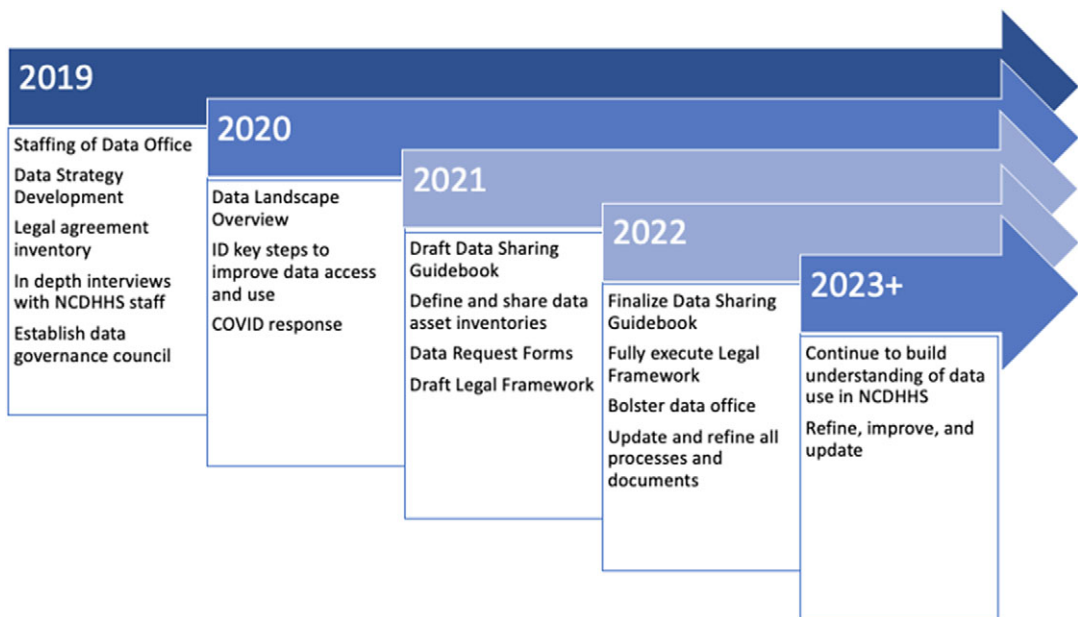 2019
Staffing of Data Office
Data Strategy
Development
Legal agreement
inventory
In depth interviews
with NCDHHS staff
Establish data
governance council
2020
Data Landscape
Overview
ID key steps to
improve data access
and use
COVID response
2021
Draft Data Sharing
Guidebook
Define and share data
asset inventories
Data Request Forms
Draft Legal Framework
2022
Finalize Data Sharing
Guidebook
Fully execute Legal
Framework
Bolster data office
Update and refine all
processes and
documents
2023+
Continue to build
understanding of data
use in NCDHHS
Refine, improve, and
update